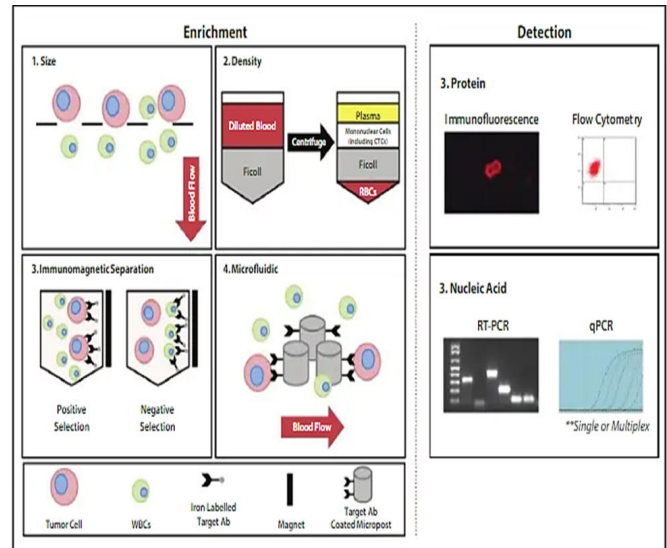 Enrichment
1. Size
Blood Flow
2. Density
Diluted Blood
Ficoll
Centrifuge
Plasma
Mononuclear Cells
(including CTCs)
Ficoll
RBCs
3.Immunomagnetic Separation
Positive
Selection
Negative
Selection
4.Microfluidic
Blood Flow
Tumor Cell
WBCs
Iron Labelled
Target Ab
Magnet
Target Ab
Coated Micropost
Detection
3. Protein
Immunofluorescence
Flow Cytometry
3. Nucleic Acid
RT-PCR
qPCR
**Single or Multiplex